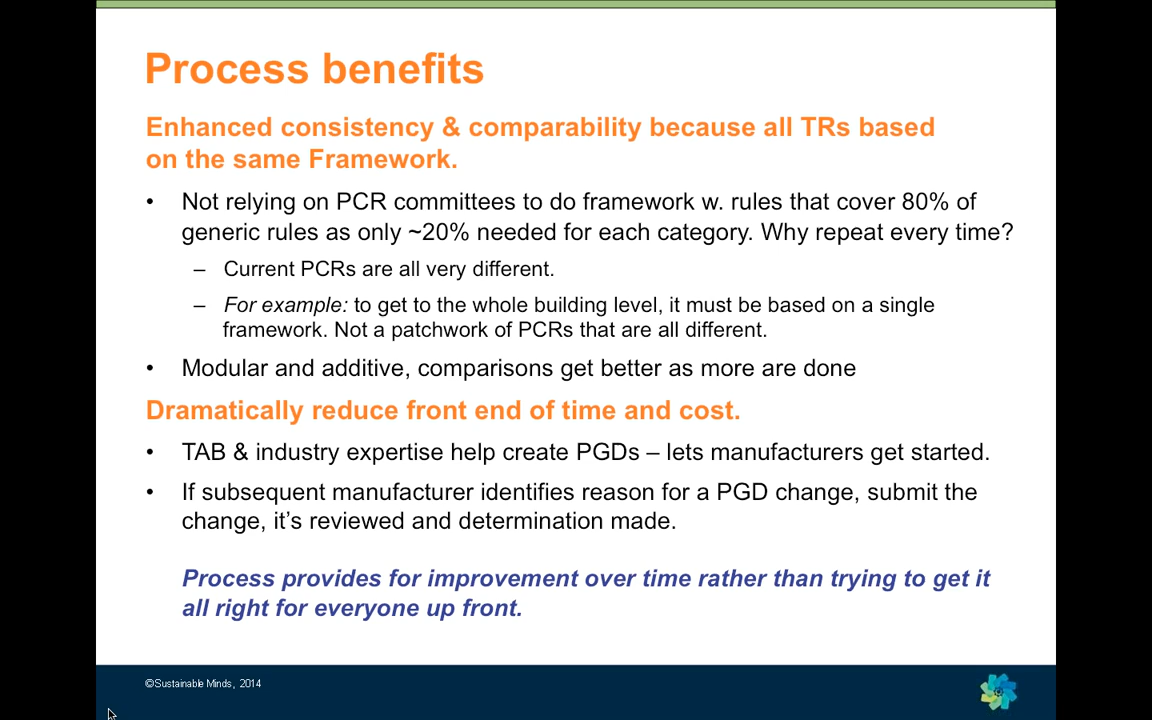 Process benefits
Enhanced consistency & comparability because all TRs based
on the same Framework.
• Not relying on PCR committees to do framework w. rules that cover 80% of
generic rules as only ~20% needed for each category. Why repeat every time?
– Current PCRs are all very different.
– For example: to get to the whole building level, it must be based on a single
framework. Not a patchwork of PCRs that are all different.
• Modular and additive, comparisons get better as more are done
Dramatically reduce front end of time and cost.
• TAB & industry expertise help create PGDs – lets manufacturers get started.
• If subsequent manufacturer identifies reason for a PGD change, submit the
change, it’s reviewed and determination made.
Process provides for improvement over time rather than trying to get it
all right for everyone up front.
©Sustainable Minds, 2014